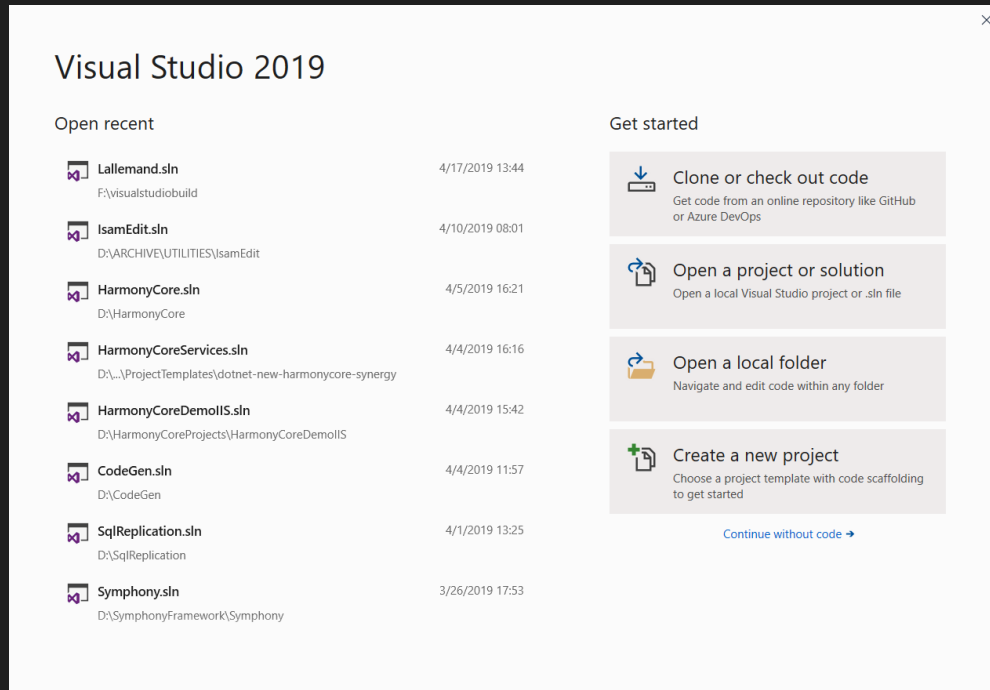 Visual Studio 2019
Open recent
Lallemand.sln 4/17/2019 13:44
F:\visualstudiobuild
IsamEdit.sln 4/10/2019 08:01
D:\ARCHIVE\UTILITIES\IsamEdit
HarmonyCore.sln 4/5/2019 16:21
D:\HarmonyCore
HarmonyCoreServices.sln 4/4/2019 16:16
D:\...\ProjectTemplates\dotnet-new-harmonycore-synergy
HarmonyCoreDemoIIS.sln 4/4/2019 15:42
D:\HarmonyCoreProjects\HarmonyCoreDemoIIS
CodeGen.sln 4/4/2019 11:57
D:\CodeGen
SqlReplication.sln 4/1/2019 13:25
D:\SqlReplication
Symphony.sln 3/26/2019 17:53
D:\SymphonyFramework\Symphony
Get started
Clone or check out code
Get code from an online repository like GitHub
or Azure DevOps
Open a project or solution
Open a local Visual Studio project or .sln file
Open a local folder
Navigate and edit code within any folder
Create a new project
Choose a project template with code scaffolding
to get started
Continue without code →